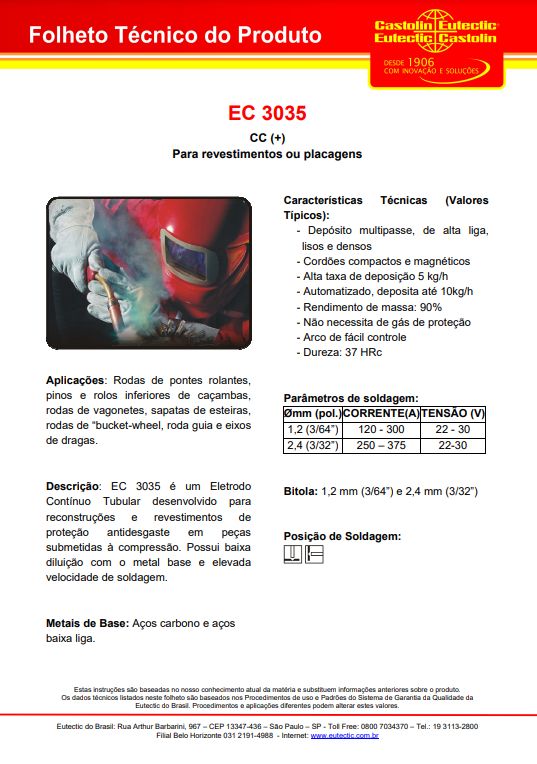 Folheto Técnico do Produto
Castolin Eutectic®
Eutectic Castolin
DESDE 1906
COM INOVAÇÃO E SOLUÇÕES
EC 3035
CC (+)
Para revestimentos ou placagens
Aplicações: Rodas de pontes rolantes,
pinos e rolos inferiores de caçambas,
rodas de vagonetes, sapatas de esteiras,
rodas de “bucket-wheel, roda guia e eixos
de dragas.
Descrição: EC 3035 é um Eletrodo
Contínuo Tubular desenvolvido para
reconstruções e revestimentos de
proteção antidesgaste em peças
submetidas à compressão. Possui baixa
diluição com o metal base e elevada
velocidade de soldagem.
Metais de Base: Aços carbono e aços
baixa liga.
Características Técnicas (Valores
Típicos):
- Depósito multipasse, de alta liga,
lisos e densos
- Cordões compactos e magnéticos
- Alta taxa de deposição 5 kg/h
- Automatizado, deposita até 10kg/h
- Rendimento de massa: 90%
- Não necessita de gás de proteção
- Arco de fácil controle
- Dureza: 37 HRc
Parâmetros de soldagem:
Ømm (pol.) CORRENTE(A) TENSÃO (V)
1,2 (3/64”) 120 - 300 22 - 30
2,4 (3/32”) 250 – 375 22-30
Bitola: 1,2 mm (3/64”) e 2,4 mm (3/32”)
Posição de Soldagem:
Estas instruções são baseadas no nosso conhecimento atual da matéria e substituem informações anteriores sobre o produto.
Os dados técnicos listados neste folheto são baseados nos Procedimentos de uso e Padrões do Sistema de Garantia da Qualidade da
Eutectic do Brasil. Procedimentos e aplicações diferentes podem alterar estes valores.
Eutectic do Brasil: Rua Arthur Barbarini, 967 – CEP 13347-436 – São Paulo – SP - Toll Free: 0800 7034370 – Tel.: 19 3113-2800
Filial Belo Horizonte 031 2191-4988 - Internet: www.eutectic.com.br